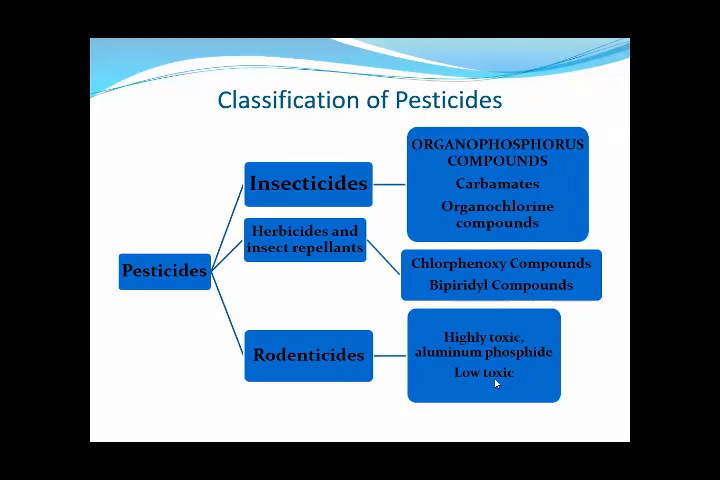 Classification of Pesticides
ORGANOPHOSPHORUS
COMPOUNDS
Carbamates
Organochlorine
compounds
Insecticides
Herbicides and
insect repellants
Chlorphenoxy Compounds
Bipiridyl Compounds
Pesticides
Rodenticides
Highly toxic,
aluminum phosphide
Low toxic